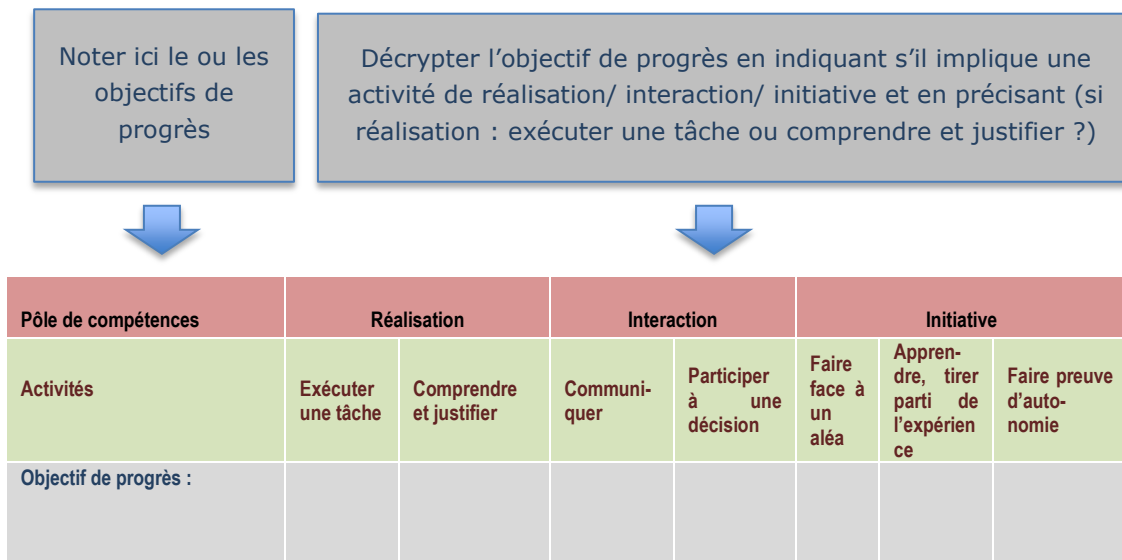 Noter ici le ou les
objectifs de
progrès
Décrypter l’objectif de progrès en indiquant s’il implique une
activité de réalisation/ interaction/ initiative et en précisant (si
réalisation : exécuter une tâche ou comprendre et justifier ?)
Pôle de compétences
Réalisation
Interaction
Initiative
Activités
Exécuter
une tâche
Comprendre
et justifier
Communi-
quer
Participer
à une
décision
Faire
face à
un
aléa
Appren-
dre, tirer
parti de
l’expérien
ce
Faire preuve
d’auto-
nomie
Objectif de progrès :